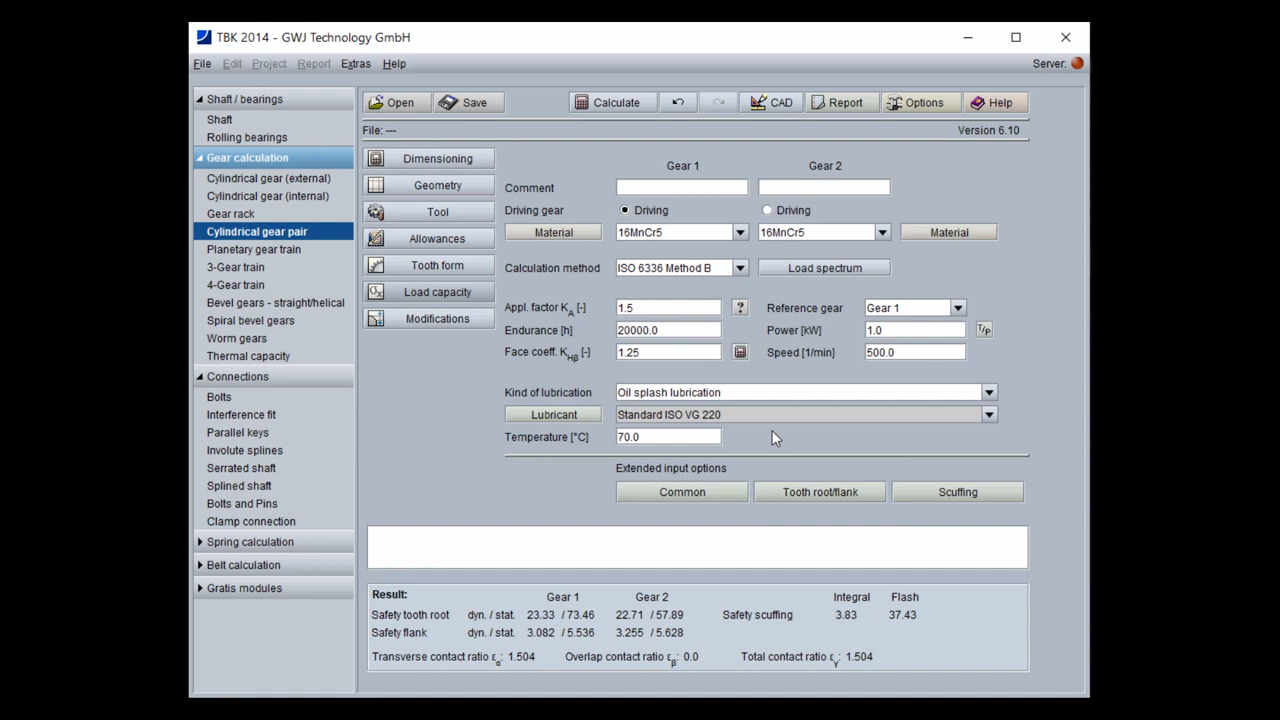 TBK 2014 - GWJ Technology GmbH
File Edit Project Report Extras Help Server:
Shaft / bearings
Shaft
Rolling bearings
Gear calculation
Cylindrical gear (external)
Cylindrical gear (internal)
Gear rack
Cylindrical gear pair
Planetary gear train
3-Gear train
4-Gear train
Bevel gears - straight/helical
Spiral bevel gears
Worm gears
Thermal capacity
Connections
Bolts
Interference fit
Parallel keys
Involute splines
Serrated shaft
Splined shaft
Bolts and Pins
Clamp connection
Spring calculation
Belt calculation
Gratis modules
Open Save Calculate CAD Report Options Help
File: --- Version 6.10
Dimensioning
Geometry
Tool
Allowances
Tooth form
Load capacity
Modifications
Gear 1 Gear 2
Comment
Driving gear Driving Driving
Material 16MnCr5 16MnCr5 Material
Calculation method ISO 6336 Method B Load spectrum
Appl. factor KA [-] 1.5 ? Reference gear Gear 1
Endurance [h] 20000.0 Power [kW] 1.0 T/P
Face coeff. KHβ [-] 1.25 Speed [1/min] 500.0
Kind of lubrication Oil splash lubrication
Lubricant Standard ISO VG 220
Temperature [°C] 70.0
Extended input options
Common Tooth root/flank Scuffing
Result: Gear 1 Gear 2 Integral Flash
Safety tooth root dyn. / stat. 23.33 / 73.46 22.71 / 57.89 Safety scuffing 3.83 37.43
Safety flank dyn. / stat. 3.082 / 5.536 3.255 / 5.628
Transverse contact ratio εα: 1.504 Overlap contact ratio εβ: 0.0 Total contact ratio εγ: 1.504